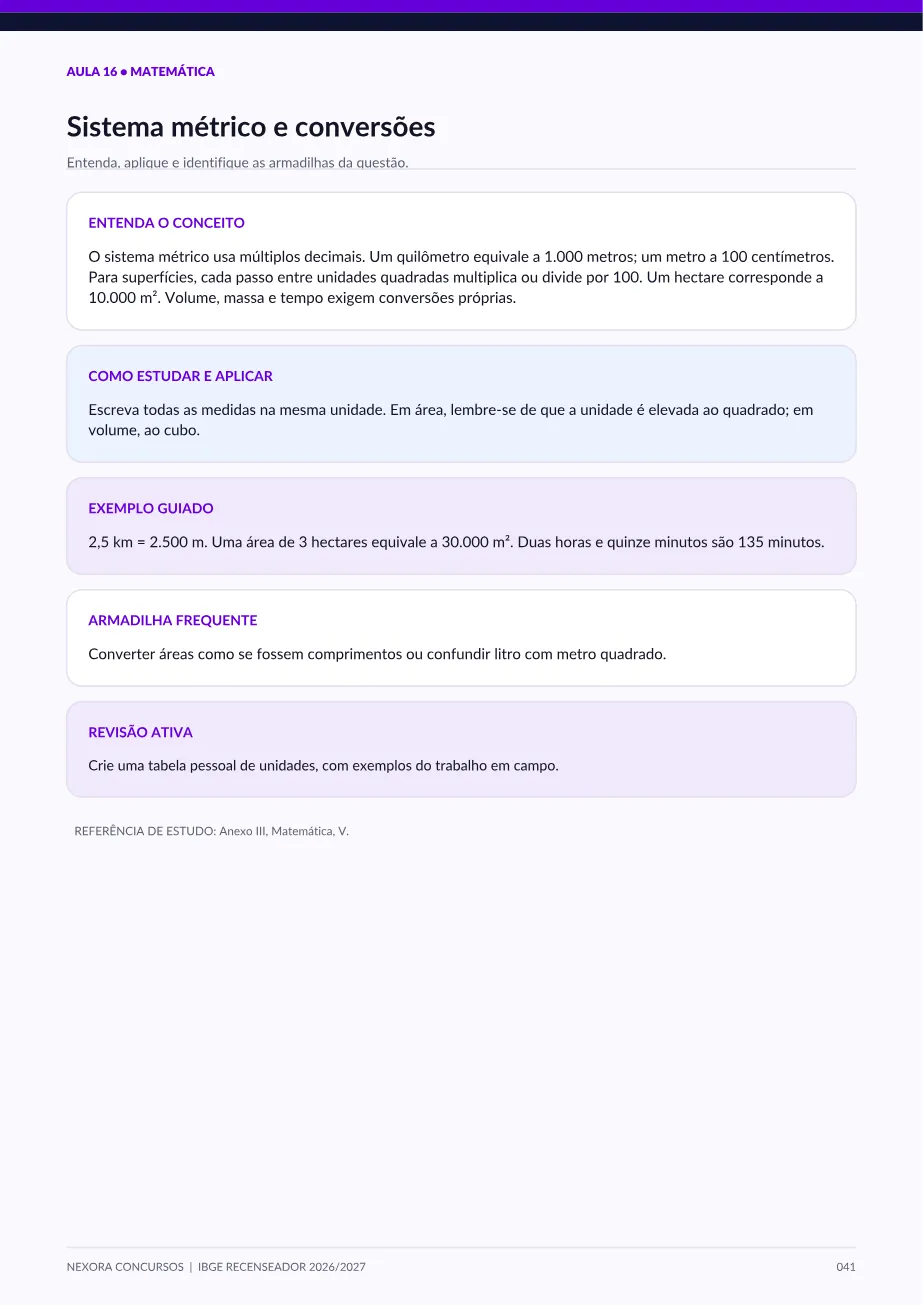 AULA 16 • MATEMÁTICA
Sistema métrico e conversões
Entenda, aplique e identifique as armadilhas da questão.
ENTENDA O CONCEITO
O sistema métrico usa múltiplos decimais. Um quilômetro equivale a 1.000 metros; um metro a 100 centímetros.
Para superfícies, cada passo entre unidades quadradas multiplica ou divide por 100. Um hectare corresponde a
10.000 m². Volume, massa e tempo exigem conversões próprias.
COMO ESTUDAR E APLICAR
Escreva todas as medidas na mesma unidade. Em área, lembre-se de que a unidade é elevada ao quadrado; em
volume, ao cubo.
EXEMPLO GUIADO
2,5 km = 2.500 m. Uma área de 3 hectares equivale a 30.000 m². Duas horas e quinze minutos são 135 minutos.
ARMADILHA FREQUENTE
Converter áreas como se fossem comprimentos ou confundir litro com metro quadrado.
REVISÃO ATIVA
Crie uma tabela pessoal de unidades, com exemplos do trabalho em campo.
REFERÊNCIA DE ESTUDO: Anexo III, Matemática, V.
NEXORA CONCURSOS | IBGE RECENSEADOR 2026/2027
041